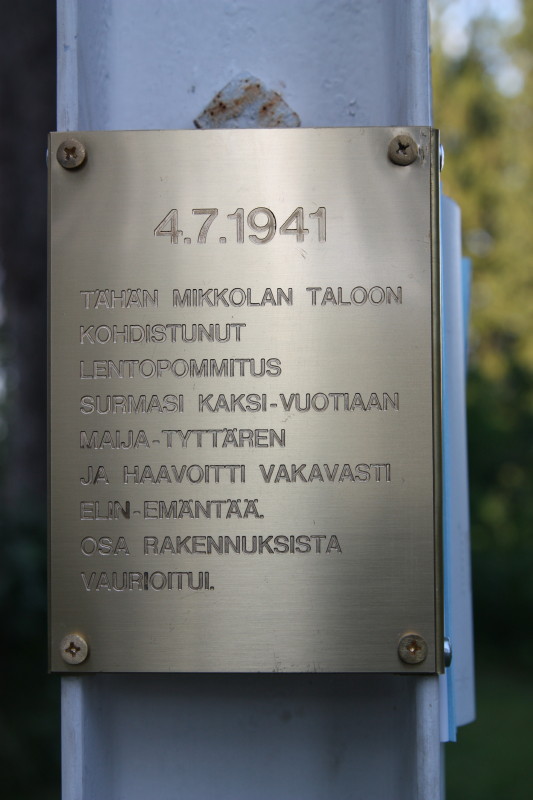 4.7.1941
TÄHÄN MIKKOLAN TALOON
KOHDISTUNUT
LENTOPOMMITUS
SURMASI KAKSI-VUOTIAAN
MAIJA-TYTTÄREN
JA HAAVOITTI VAKAVASTI
ELIN-EMÄNTÄÄ.
OSA RAKENNUKSISTA
VAURIOITUI.